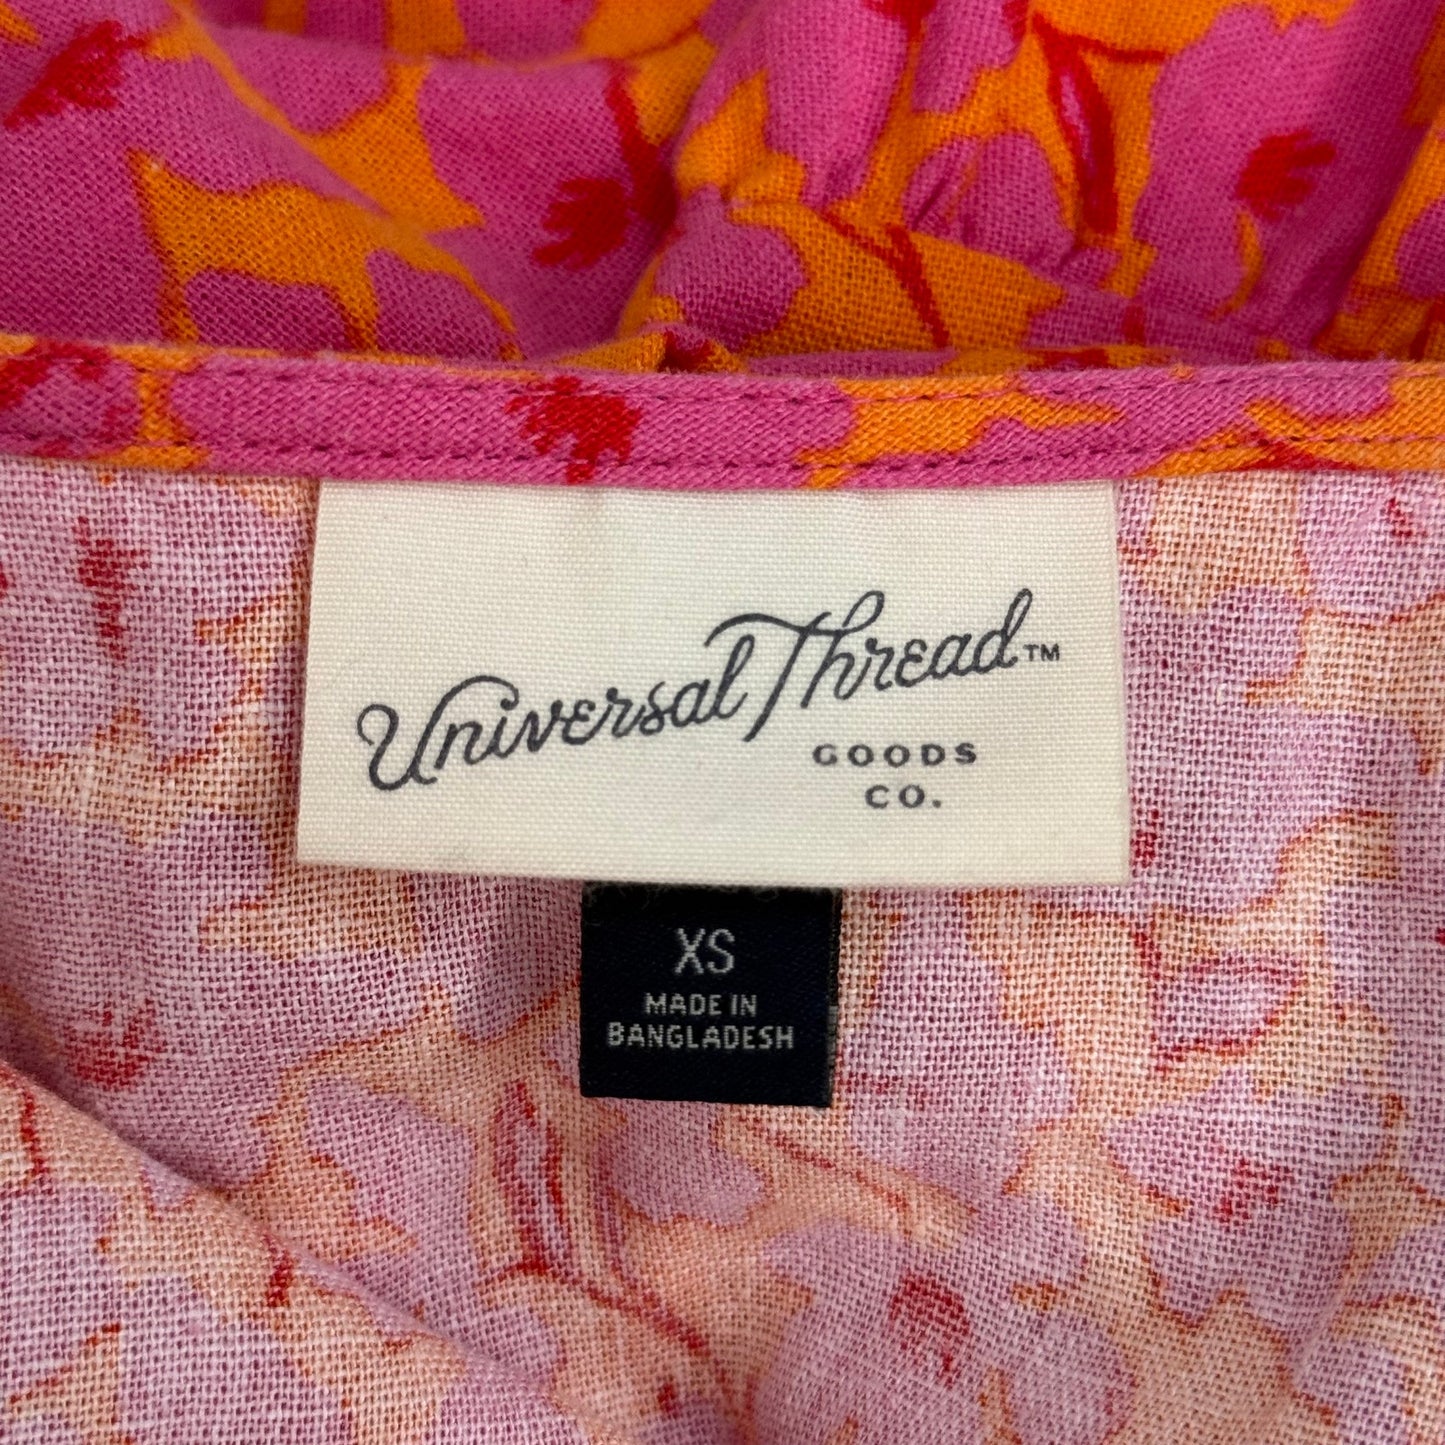 Universal Thread™
GOODS
CO.
XS
MADE IN
BANGLADESH